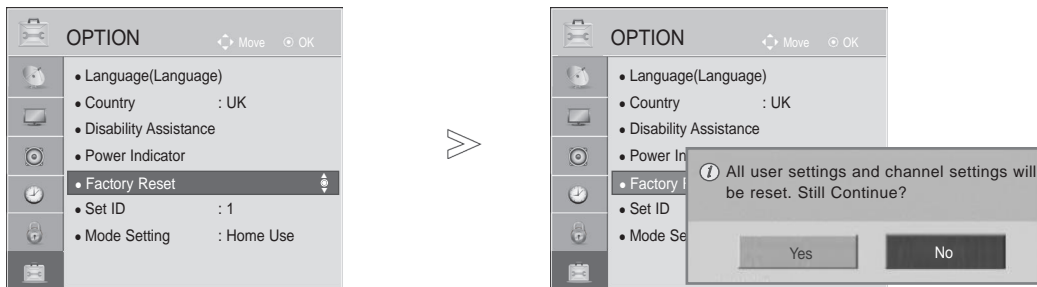 OPTION
Move OK
• Language(Language)
• Country : UK
• Disability Assistance
• Power Indicator
• Factory Reset
• Set ID : 1
• Mode Setting : Home Use
OPTION
Move OK
• Language(Language)
• Country : UK
• Disability Assistance
• Power In
• Factory R
• Set ID
• Mode Se
All user settings and channel settings will
be reset. Still Continue?
Yes No